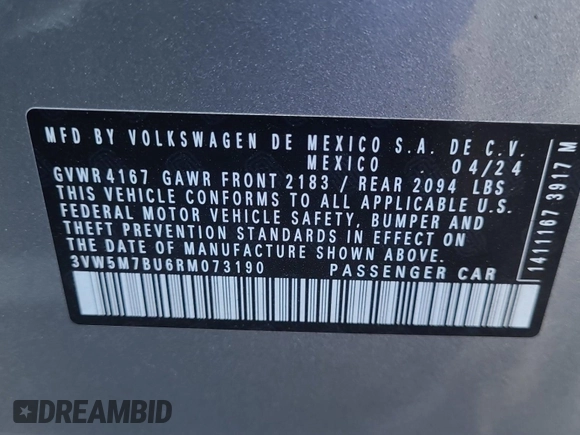 MFD BY VOLKSWAGEN DE MEXICO S.A. DE C.V.
MEXICO 04/24
GVWR 4167 GAWR FRONT 2183 / REAR 2094 LBS
THIS VEHICLE CONFORMS TO ALL APPLICABLE U.S.
FEDERAL MOTOR VEHICLE SAFETY, BUMPER AND
THEFT PREVENTION STANDARDS IN EFFECT ON
THE DATE OF MANUFACTURE SHOWN ABOVE.
3VW5M7BU6RM073190 PASSENGER CAR
1411167 3917 M
DREAMBID